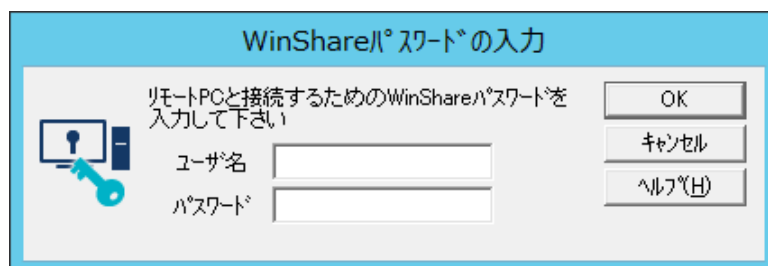 WinShareﾊﾟｽﾜｰﾄﾞの入力
ﾘﾓｰﾄPCと接続するためのWinShareﾊﾟｽﾜｰﾄﾞを
入力して下さい
ﾕｰｻﾞ名
ﾊﾟｽﾜｰﾄﾞ
OK
ｷｬﾝｾﾙ
ﾍﾙﾌﾟ(H)